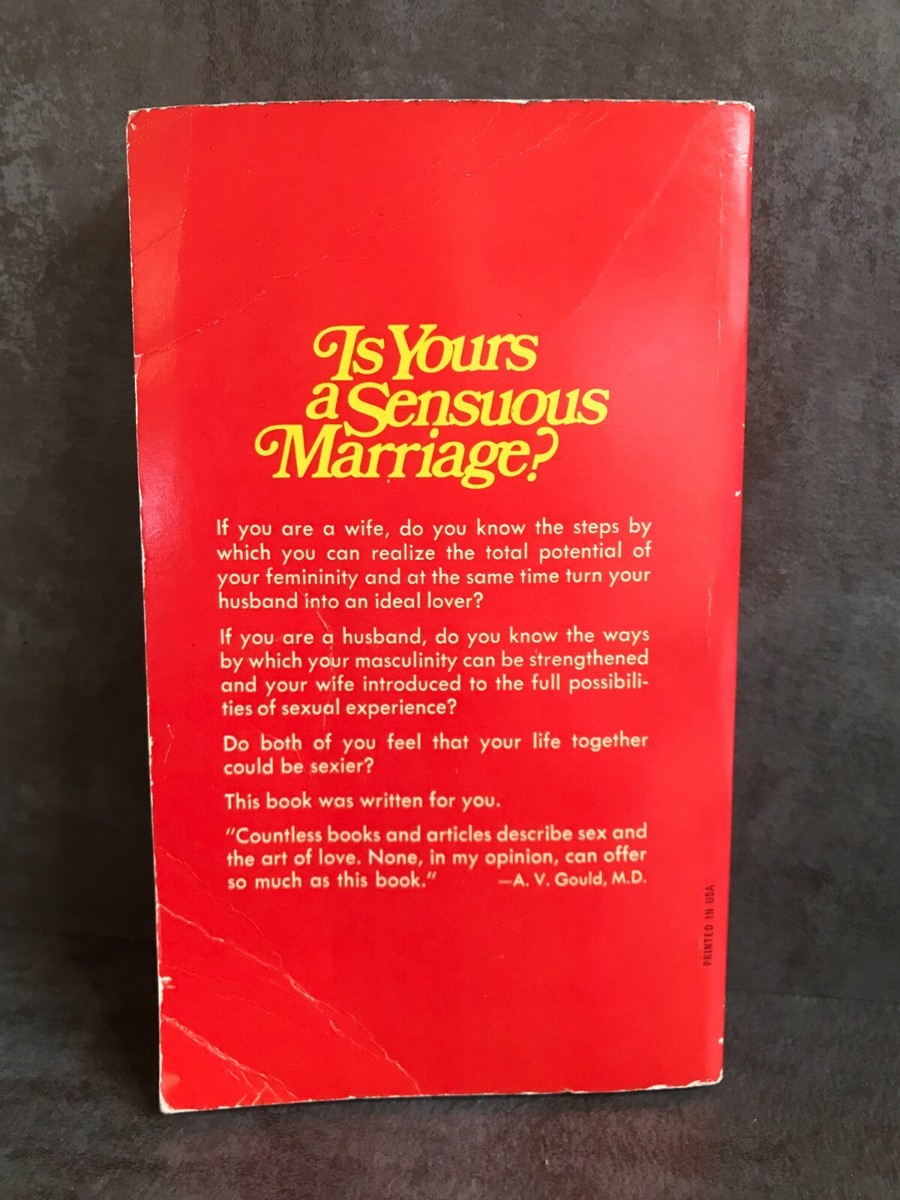 Is Yours
a Sensuous
Marriage?
If you are a wife, do you know the steps by
which you can realize the total potential of
your femininity and at the same time turn your
husband into an ideal lover?
If you are a husband, do you know the ways
by which your masculinity can be strengthened
and your wife introduced to the full possibili-
ties of sexual experience?
Do both of you feel that your life together
could be sexier?
This book was written for you.
"Countless books and articles describe sex and
the art of love. None, in my opinion, can offer
so much as this book." —A. V. Gould, M.D.
PRINTED IN USA